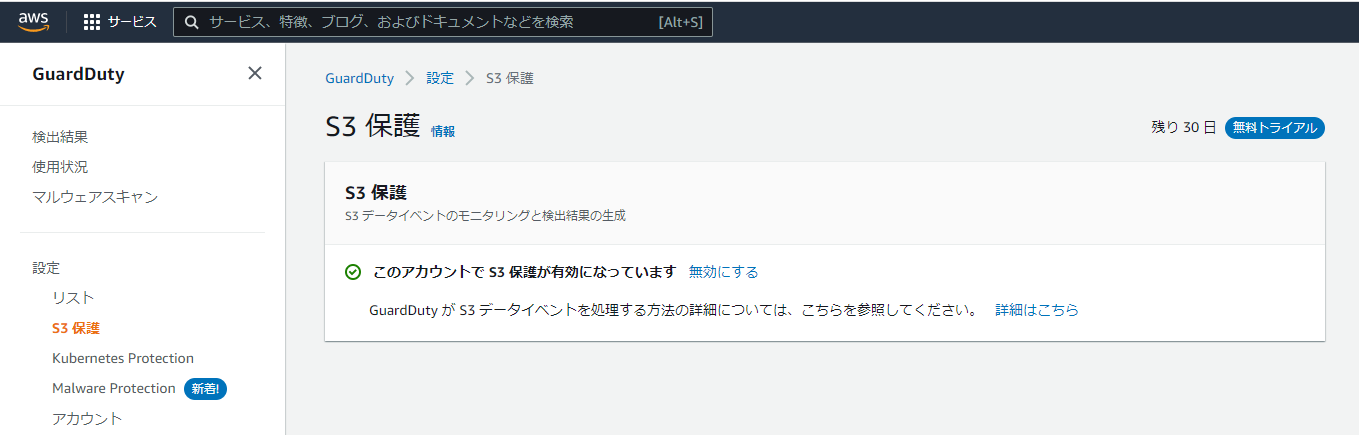 aws サービス サービス、特徴、ブログ、およびドキュメントなどを検索 [Alt+S]
GuardDuty
検出結果
使用状況
マルウェアスキャン
設定
リスト
S3 保護
Kubernetes Protection
Malware Protection 新着!
アカウント
GuardDuty 設定 S3 保護
S3 保護 情報
残り 30 日 無料トライアル
S3 保護
S3 データイベントのモニタリングと検出結果の生成
このアカウントで S3 保護が有効になっています 無効にする
GuardDuty が S3 データイベントを処理する方法の詳細については、こちらを参照してください。 詳細はこちら